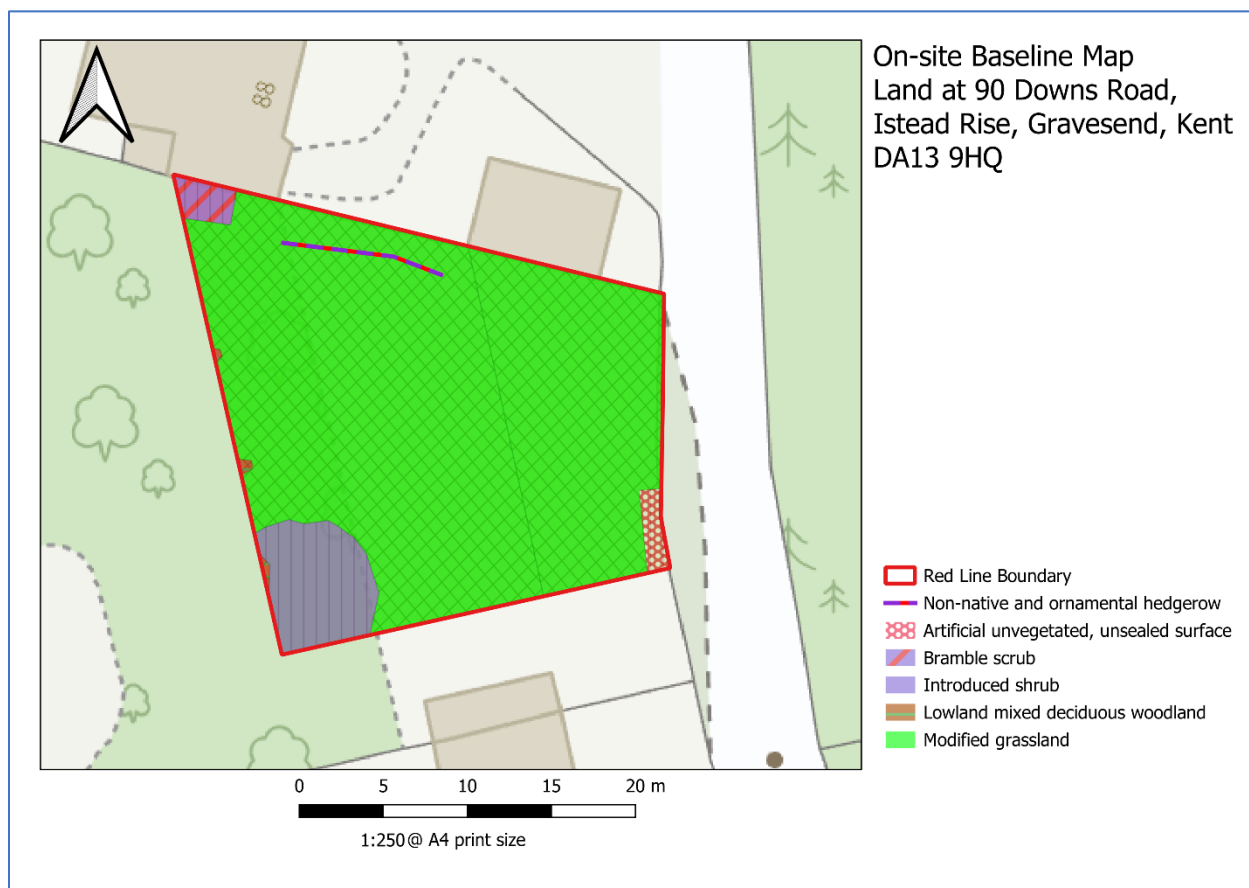 On-site Baseline Map
Land at 90 Downs Road,
Istead Rise, Gravesend, Kent
DA13 9HQ
88
Red Line Boundary
Non-native and ornamental hedgerow
Artificial unvegetated, unsealed surface
Bramble scrub
Introduced shrub
Lowland mixed deciduous woodland
Modified grassland
0 5 10 15 20 m
1:250@ A4 print size